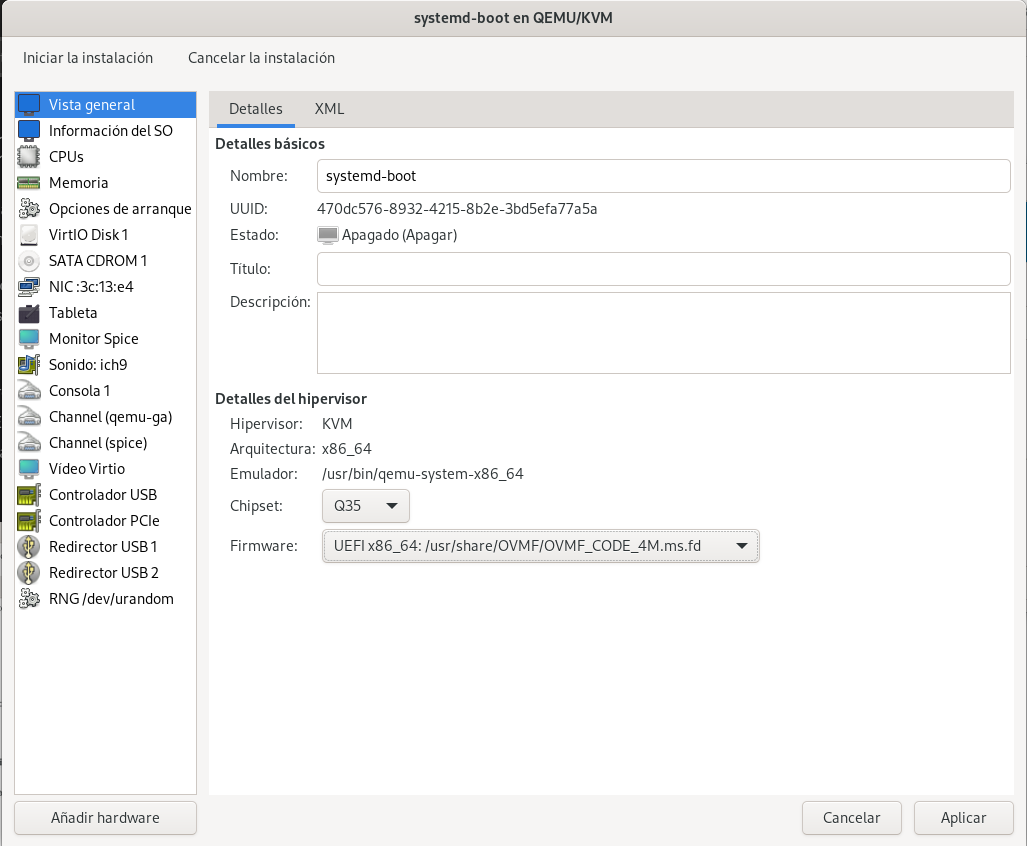 systemd-boot en QEMU/KVM
Iniciar la instalación
Cancelar la instalación
Vista general
Información del SO
CPUs
Memoria
Opciones de arranque
VirtIO Disk 1
SATA CDROM 1
NIC :3c:13:e4
Tableta
Monitor Spice
Sonido: ich9
Consola 1
Channel (qemu-ga)
Channel (spice)
Vídeo Virtio
Controlador USB
Controlador PCIe
Redirector USB 1
Redirector USB 2
RNG /dev/urandom
Añadir hardware
Detalles
XML
Detalles básicos
Nombre: systemd-boot
UUID: 470dc576-8932-4215-8b2e-3bd5efa77a5a
Estado: Apagado (Apagar)
Título:
Descripción:
Detalles del hipervisor
Hipervisor: KVM
Arquitectura: x86_64
Emulador: /usr/bin/qemu-system-x86_64
Chipset: Q35
Firmware: UEFI x86_64: /usr/share/OVMF/OVMF_CODE_4M.ms.fd
Cancelar
Aplicar